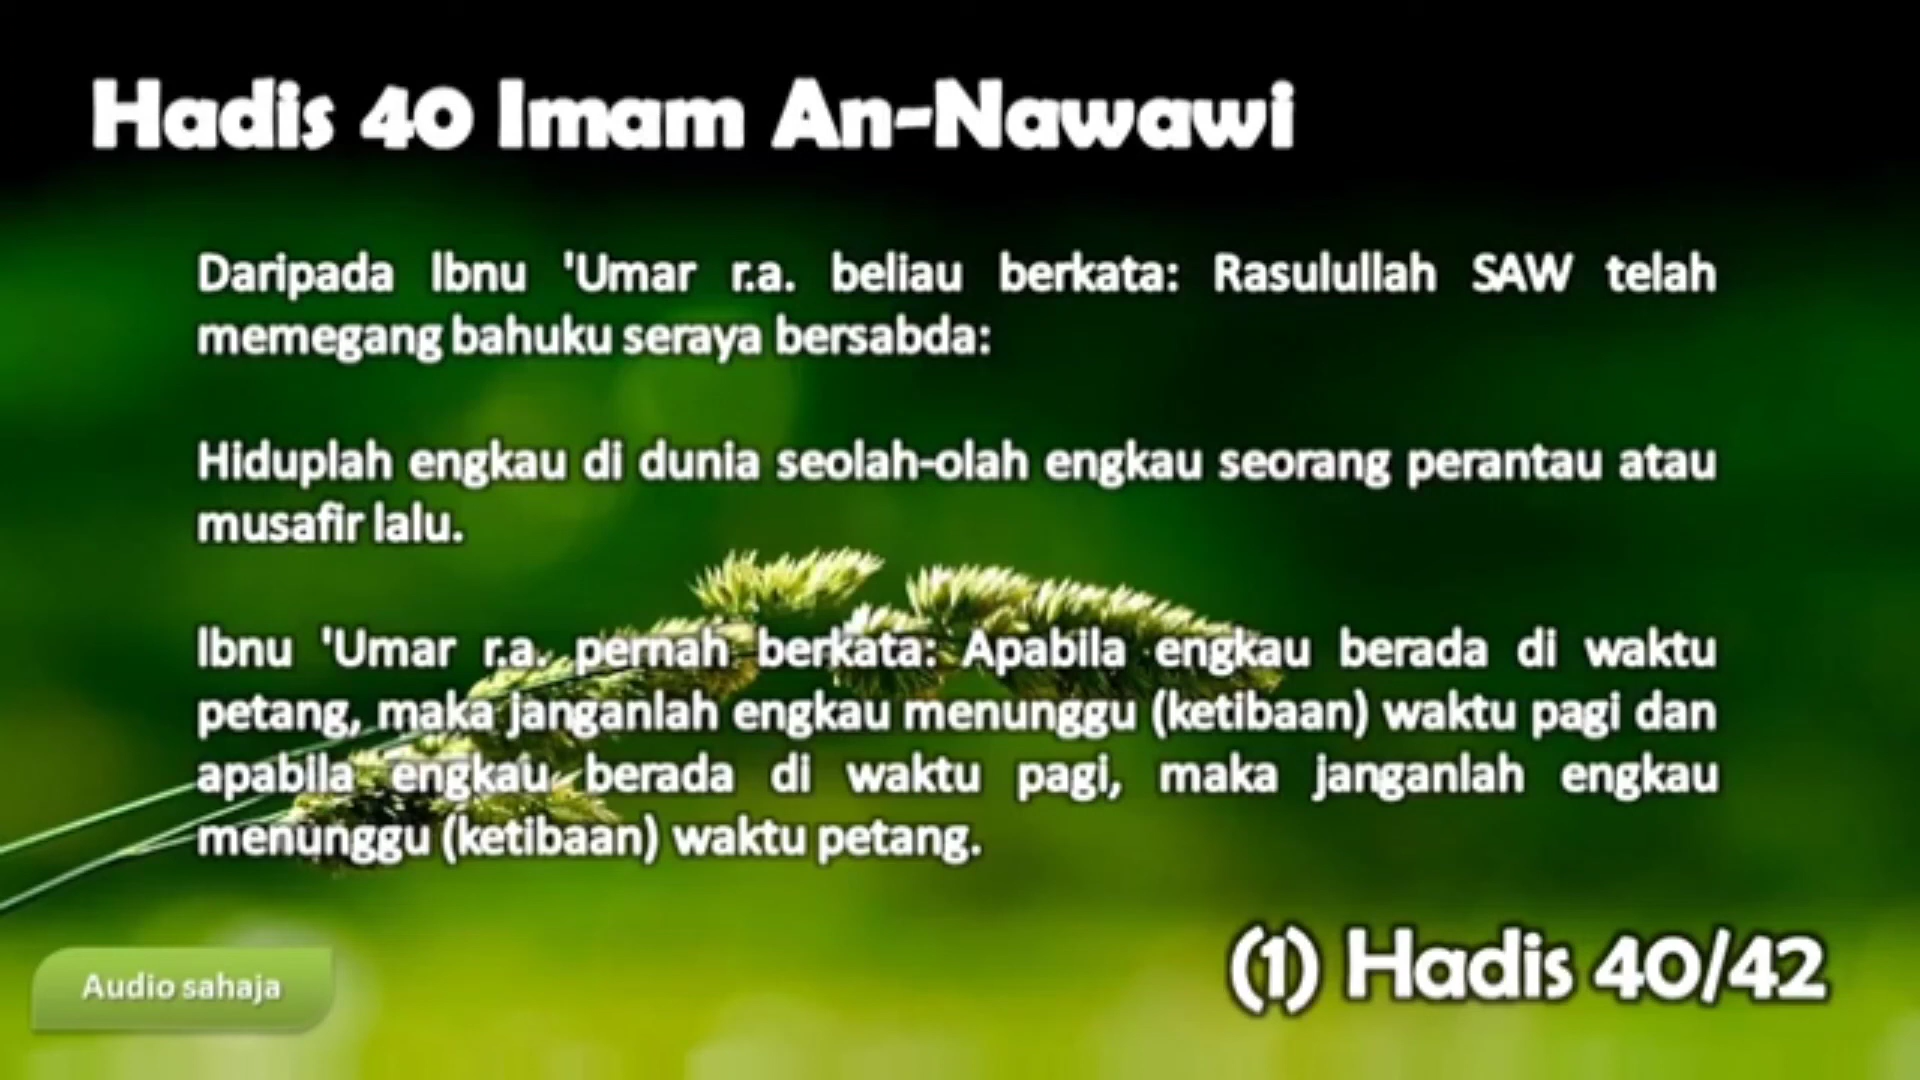 Hadis 40 Imam An-Nawawi
Daripada Ibnu 'Umar r.a. beliau berkata: Rasulullah SAW telah
memegang bahuku seraya bersabda:
Hiduplah engkau di dunia seolah-olah engkau seorang perantau atau
musafir lalu.
Ibnu 'Umar r.a. pernah berkata: Apabila engkau berada di waktu
petang, maka janganlah engkau menunggu (ketibaan) waktu pagi dan
apabila engkau berada di waktu pagi, maka janganlah engkau
menunggu (ketibaan) waktu petang.
(1) Hadis 40/42
Audio sahaja